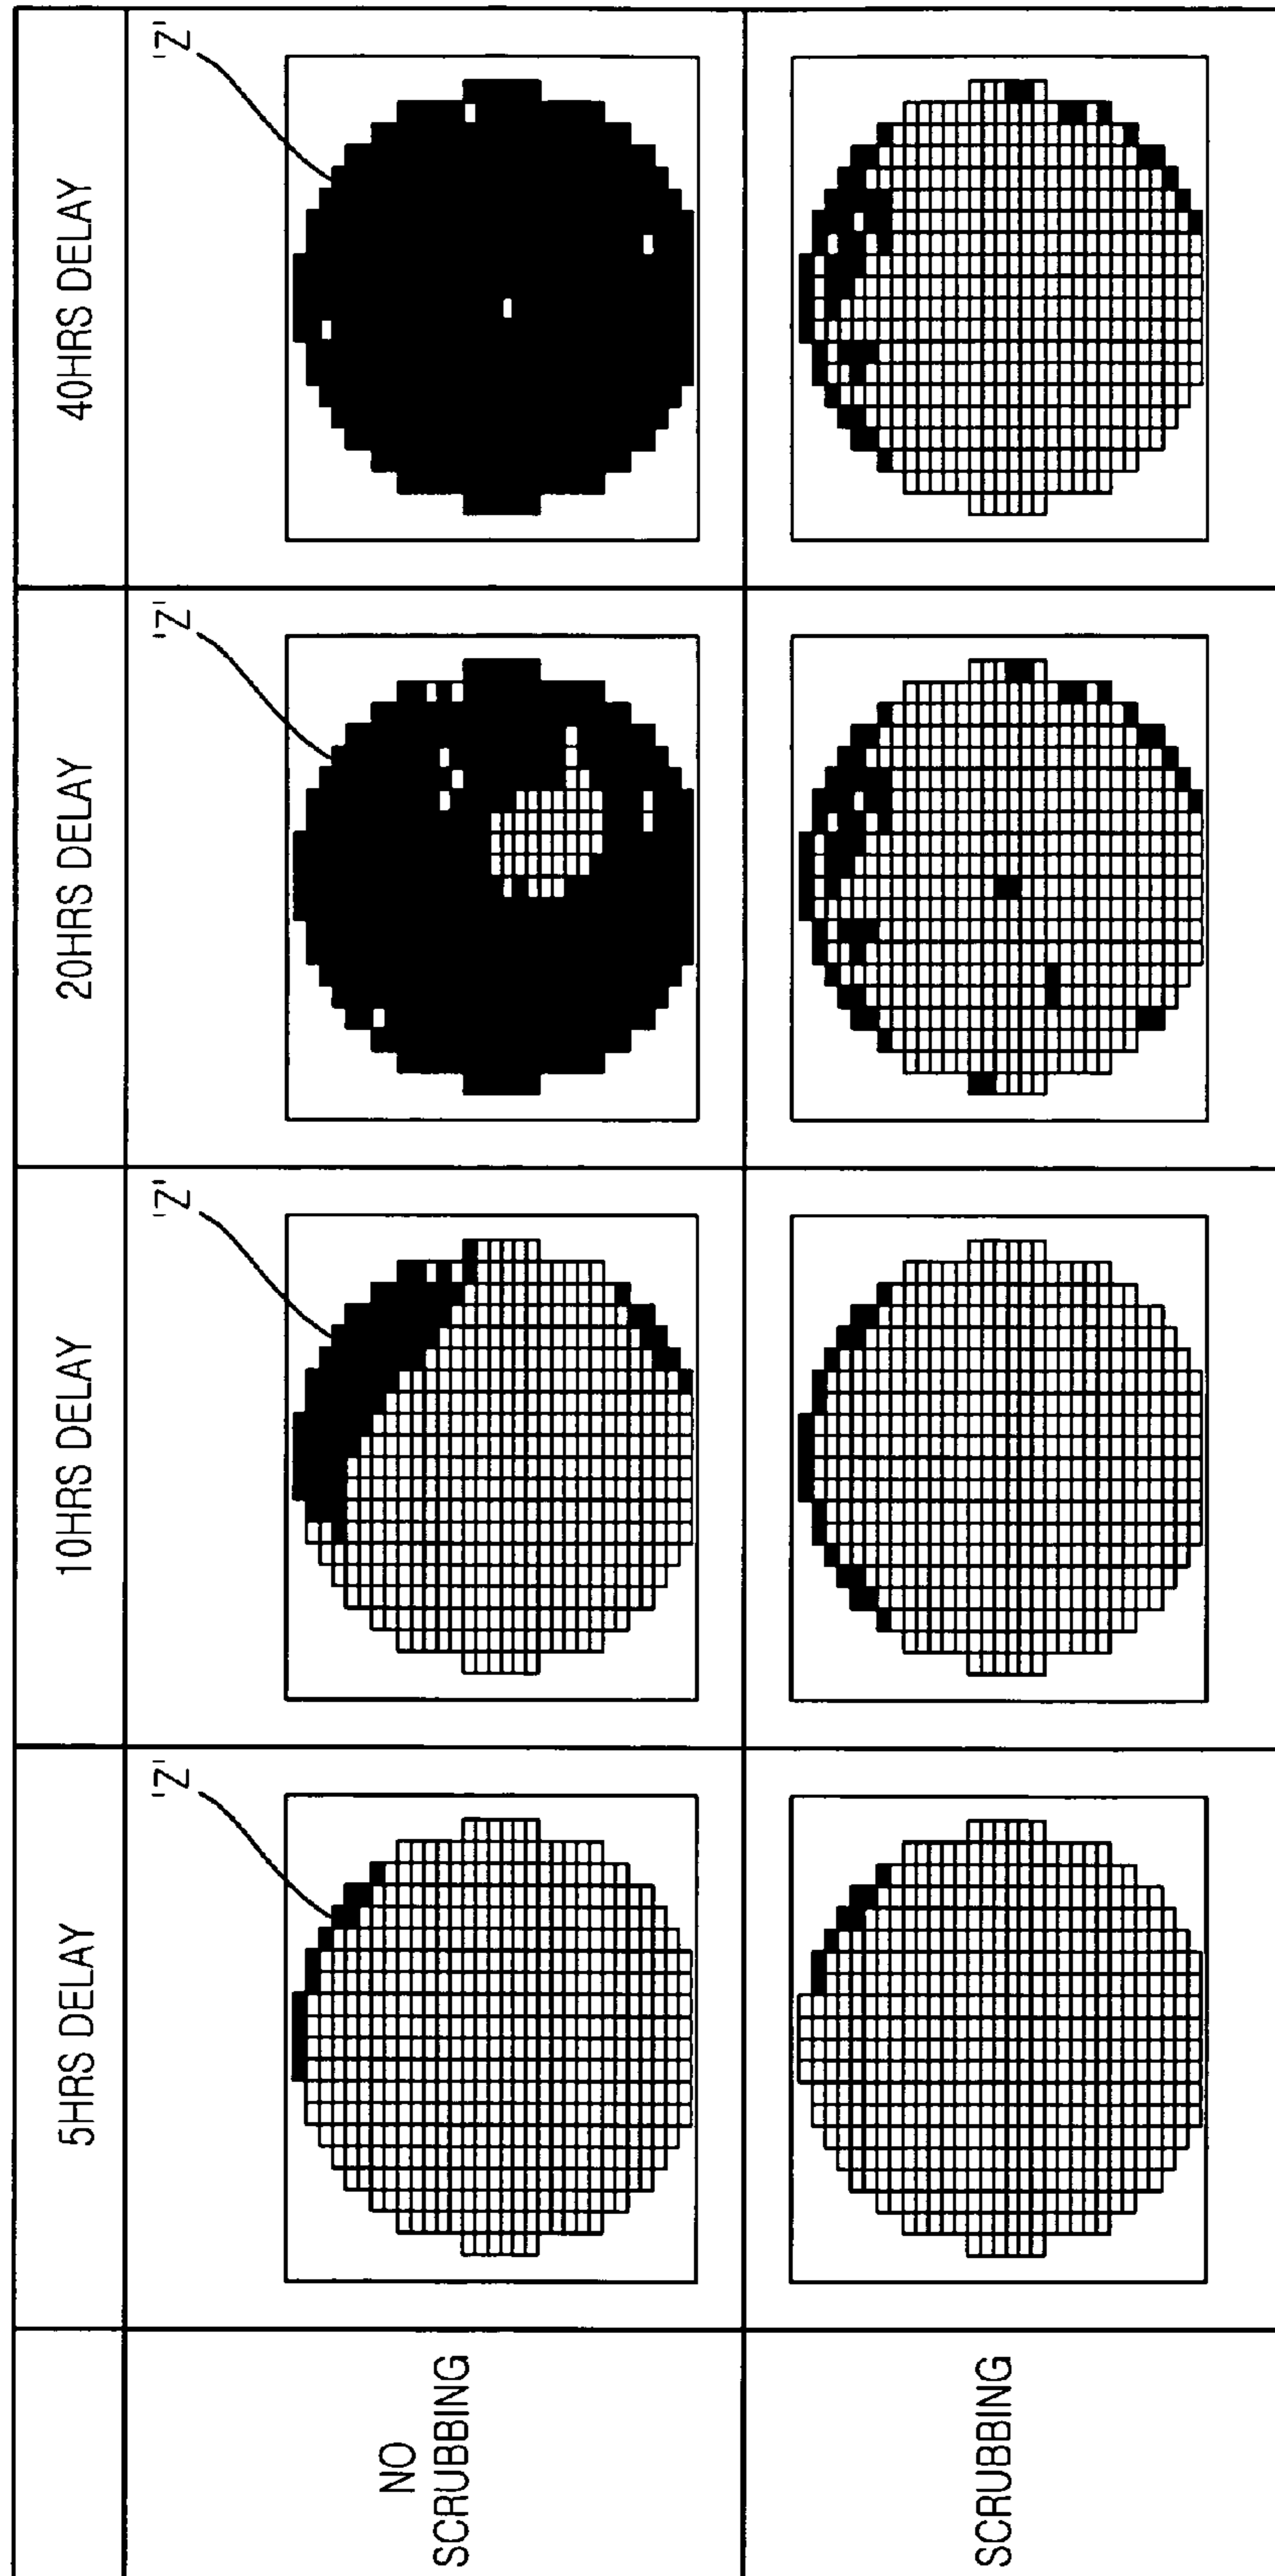 5HRS DELAY
10HRS DELAY
20HRS DELAY
40HRS DELAY
NO
SCRUBBING
'Z'
'Z'
'Z'
'Z'
SCRUBBING